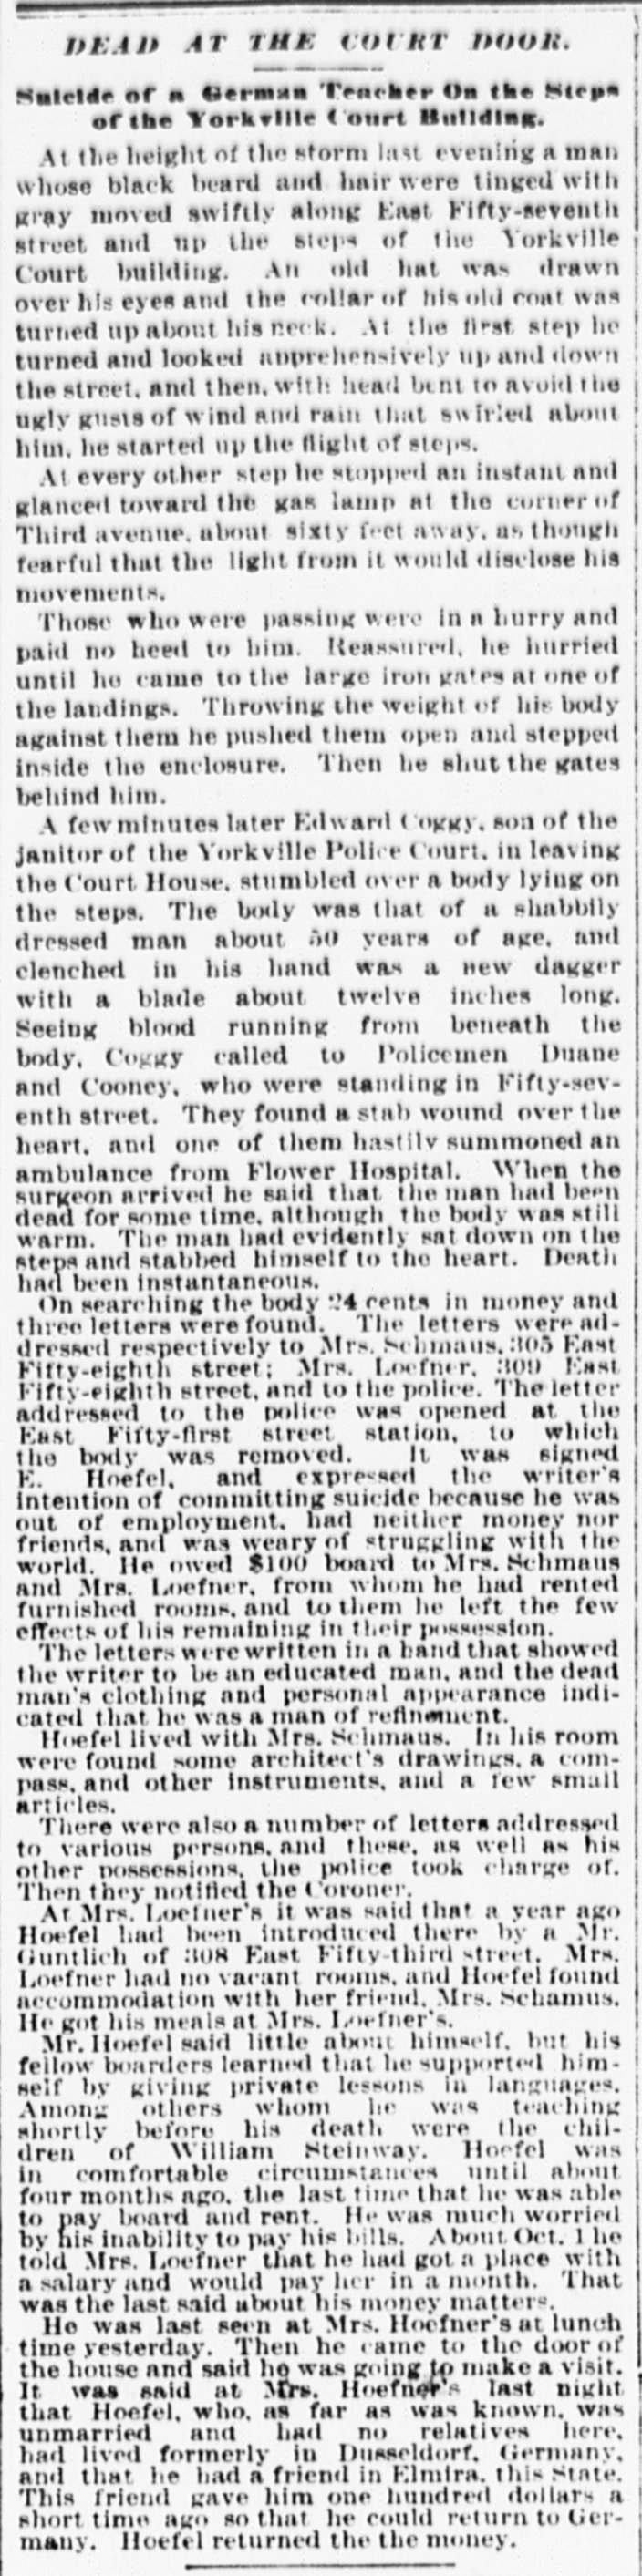 DEAD AT THE COURT DOOR.
Suicide of a German Teacher On the Steps
of the Yorkville Court Building.
At the height of the storm last evening a man
whose black beard and hair were tinged with
gray moved swiftly along East Fifty-seventh
street and up the steps of the Yorkville
Court building. An old hat was drawn
over his eyes and the collar of his old coat was
turned up about his neck. At the first step he
turned and looked apprehensively up and down
the street, and then, with head bent to avoid the
ugly gusts of wind and rain that swirled about
him, he started up the flight of steps.
At every other step he stopped an instant and
glanced toward the gas lamp at the corner of
Third avenue, about sixty feet away, as though
fearful that the light from it would disclose his
movements.
Those who were passing were in a hurry and
paid no heed to him. Reassured, he hurried
until he came to the large iron gates at one of
the landings. Throwing the weight of his body
against them he pushed them open and stepped
inside the enclosure. Then he shut the gates
behind him.
A few minutes later Edward Coggy, son of the
janitor of the Yorkville Police Court, in leaving
the Court House, stumbled over a body lying on
the steps. The body was that of a shabbily
dressed man about 50 years of age, and
clenched in his hand was a new dagger
with a blade about twelve inches long.
Seeing blood running from beneath the
body, Coggy called to Policemen Duane
and Cooney, who were standing in Fifty-sev-
enth street. They found a stab wound over the
heart, and one of them hastily summoned an
ambulance from Flower Hospital. When the
surgeon arrived he said that the man had been
dead for some time, although the body was still
warm. The man had evidently sat down on the
steps and stabbed himself to the heart. Death
had been instantaneous.
On searching the body 24 cents in money and
three letters were found. The letters were ad-
dressed respectively to Mrs. Schmaus, 305 East
Fifty-eighth street; Mrs. Loefner, 309 East
Fifty-eighth street, and to the police. The letter
addressed to the police was opened at the
East Fifty-first street station, to which
the body was removed. It was signed
E. Hoefel, and expressed the writer's
intention of committing suicide because he was
out of employment, had neither money nor
friends, and was weary of struggling with the
world. He owed $100 board to Mrs. Schmaus
and Mrs. Loefner, from whom he had rented
furnished rooms, and to them he left the few
effects of his remaining in their possession.
The letters were written in a hand that showed
the writer to be an educated man, and the dead
man's clothing and personal appearance indi-
cated that he was a man of refinement.
Hoefel lived with Mrs. Schmaus. In his room
were found some architect's drawings, a com-
pass, and other instruments, and a few small
articles.
There were also a number of letters addressed
to various persons, and these, as well as his
other possessions, the police took charge of.
Then they notified the Coroner.
At Mrs. Loefner's it was said that a year ago
Hoefel had been introduced there by a Mr.
Guntlich of 308 East Fifty-third street. Mrs.
Loefner had no vacant rooms, and Hoefel found
accommodation with her friend, Mrs. Schamus.
He got his meals at Mrs. Loefner's.
Mr. Hoefel said little about himself, but his
fellow boarders learned that he supported him-
self by giving private lessons in languages.
Among others whom he was teaching
shortly before his death were the chil-
dren of William Steinway. Hoefel was
in comfortable circumstances until about
four months ago, the last time that he was able
to pay board and rent. He was much worried
by his inability to pay his bills. About Oct. 1 he
told Mrs. Loefner that he had got a place with
a salary and would pay her in a month. That
was the last said about his money matters.
He was last seen at Mrs. Hoefner's at lunch
time yesterday. Then he came to the door of
the house and said he was going to make a visit.
It was said at Mrs. Hoefner's last night
that Hoefel, who, as far as was known, was
unmarried and had no relatives here,
had lived formerly in Dusseldorf, Germany,
and that he had a friend in Elmira, this State.
This friend gave him one hundred dollars a
short time ago so that he could return to Ger-
many. Hoefel returned the the money.